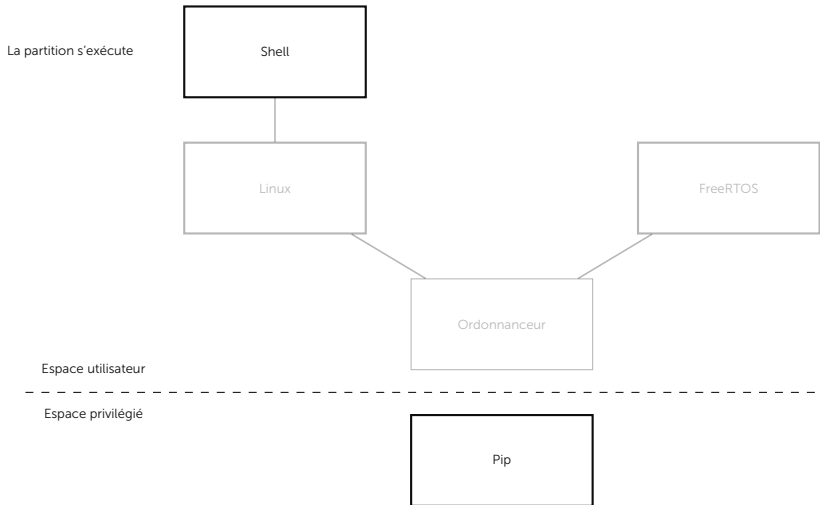 La partition s'exécute
Shell
Linux
FreeRTOS
Ordonnanceur
Espace utilisateur
Espace privilégié
Pip